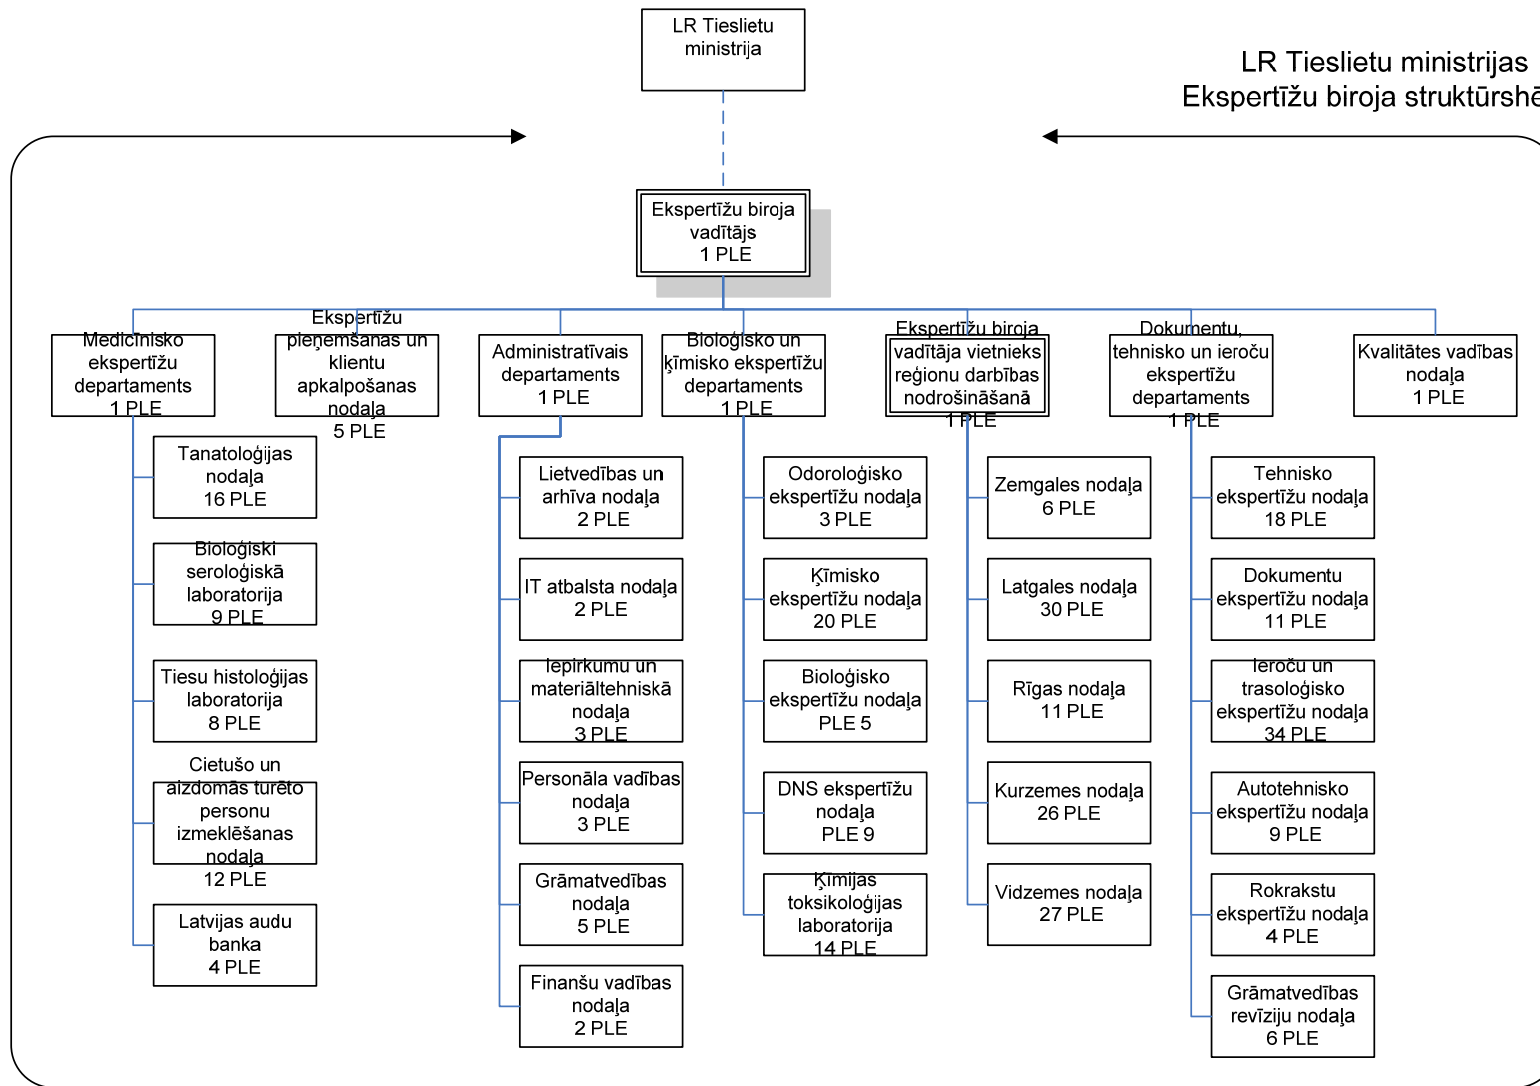 LR Tieslietu
ministrija
LR Tieslietu ministrijas
Ekspertīžu biroja
Ekspertīžu biroja
vadītājs
1 PLE
Medicīnisko
ekspertīžu
departaments
1 PLE
Ekspertīžu
pieņemšanas un
klientu
apkalpošanas
nodaļa
5 PLE
Administratīvais
departaments
1 PLE
Bioloģisko un
ķīmisko ekspertīžu
departaments
1 PLE
Ekspertīžu biroja
vadītāja vietnieks
reģionu darbības
nodrošināšanā
1 PLE
Dokumentu,
tehnisko un ieroču
ekspertīžu
departaments
1 PLE
Kvalitātes vadības
nodaļa
1 PLE
Tanatoloģijas
nodaļa
16 PLE
Bioloģiski
seroloģiskā
laboratorija
9 PLE
Tiesu histoloģijas
laboratorija
8 PLE
Cietušo un
aizdomās turēto
personu
izmeklēšanas
nodaļa
12 PLE
Latvijas audu
banka
4 PLE
Lietvedības un
arhīva nodaļa
2 PLE
IT atbalsta nodaļa
2 PLE
Iepirkumu un
materiāltehniskā
nodaļa
3 PLE
Personāla vadības
nodaļa
3 PLE
Grāmatvedības
nodaļa
5 PLE
Finanšu vadības
nodaļa
2 PLE
Odoroloģisko
ekspertīžu nodaļa
3 PLE
Ķīmisko
ekspertīžu nodaļa
20 PLE
Bioloģisko
ekspertīžu nodaļa
PLE 5
DNS ekspertīžu
nodaļa
PLE 9
Ķīmijas
toksikoloģijas
laboratorija
14 PLE
Zemgales nodaļa
6 PLE
Latgales nodaļa
30 PLE
Rīgas nodaļa
11 PLE
Kurzemes nodaļa
26 PLE
Vidzemes nodaļa
27 PLE
Tehnisko
ekspertīžu nodaļa
18 PLE
Dokumentu
ekspertīžu nodaļa
11 PLE
Ieroču un
trasoloģisko
ekspertīžu nodaļa
34 PLE
Autotehnisko
ekspertīžu nodaļa
9 PLE
Rokrakstu
ekspertīžu nodaļa
4 PLE
Grāmatvedības
revīziju nodaļa
6 PLE